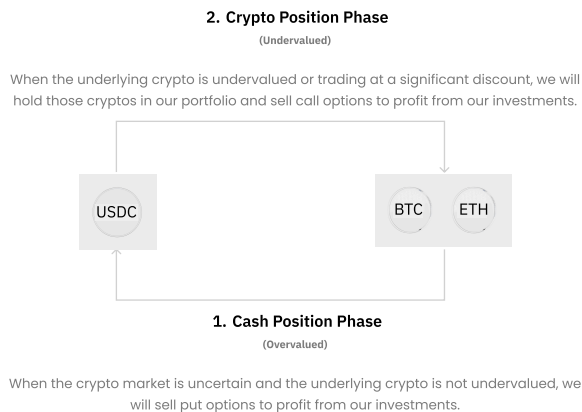 2. Crypto Position Phase
(Undervalued)
When the underlying crypto is undervalued or trading at a significant discount, we will
hold those cryptos in our portfolio and sell call options to profit from our investments.
USDC
BTC
ETH
1. Cash Position Phase
(Overvalued)
When the crypto market is uncertain and the underlying crypto is not undervalued, we
will sell put options to profit from our investments.